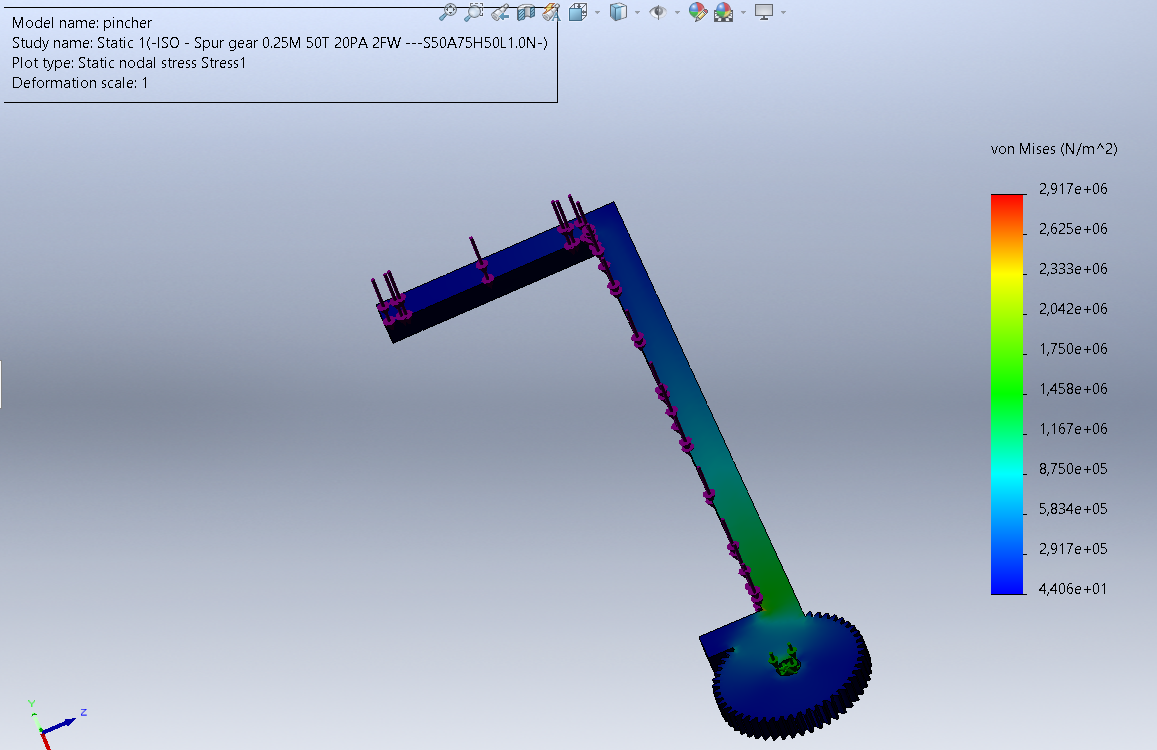 Model name: pincher
Study name: Static 1(-ISO - Spur gear 0.25M 50T 20PA 2FW ---S50A75H50L1.0N-)
Plot type: Static nodal stress Stress1
Deformation scale: 1
von Mises (N/m^2)
2,917e+06
2,625e+06
2,333e+06
2,042e+06
1,750e+06
1,458e+06
1,167e+06
8,750e+05
5,834e+05
2,917e+05
4,406e+01
Y
Z